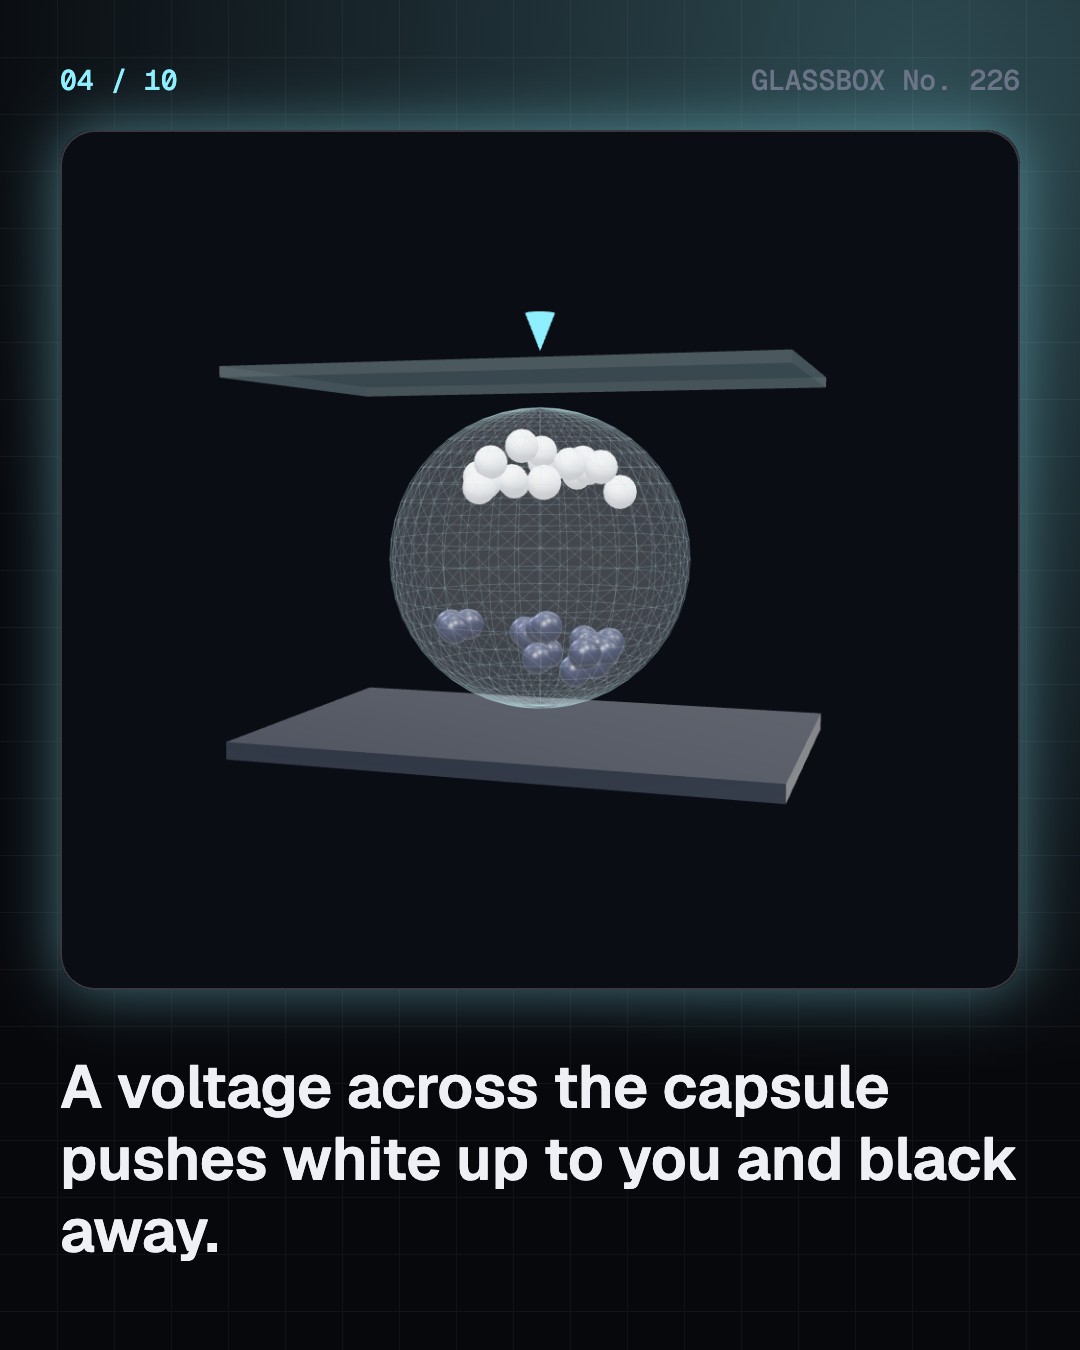 04 / 10
GLASSBOX No. 226
A voltage across the capsule
pushes white up to you and black
away.